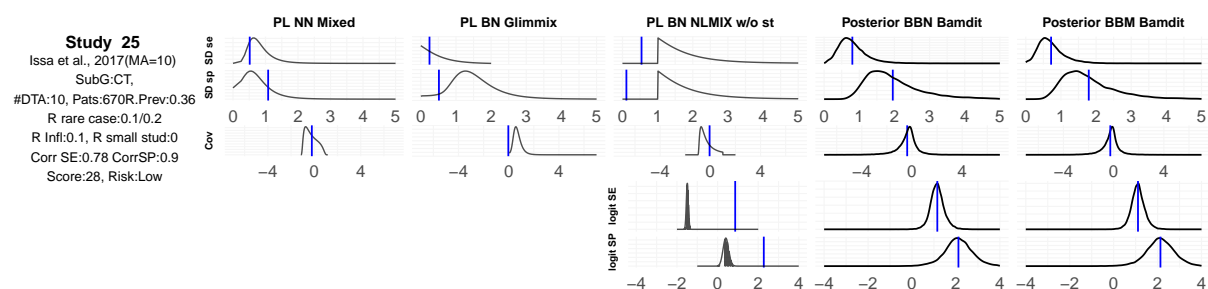 PL NN Mixed PL BN Glimmix PL BN NLMIX w/o st Posterior BBN Bamdit Posterior BBM Bamdit
Study 25
Issa et al., 2017(MA=10)
SubG:CT,
#DTA:10, Pats:670R.Prev:0.36
R rare case:0.1/0.2
R Infl:0.1, R small stud:0
Corr SE:0.78 CorrSP:0.9
Score:28, Risk:Low
SD se
SD sp
0 1 2 3 4 5 0 1 2 3 4 5 0 1 2 3 4 5 0 1 2 3 4 5 0 1 2 3 4 5
Cov
−4 0 4 −4 0 4 −4 0 4 −4 0 4 −4 0 4
logit SE
logit SP
−4 −2 0 2 4 −4 −2 0 2 4 −4 −2 0 2 4